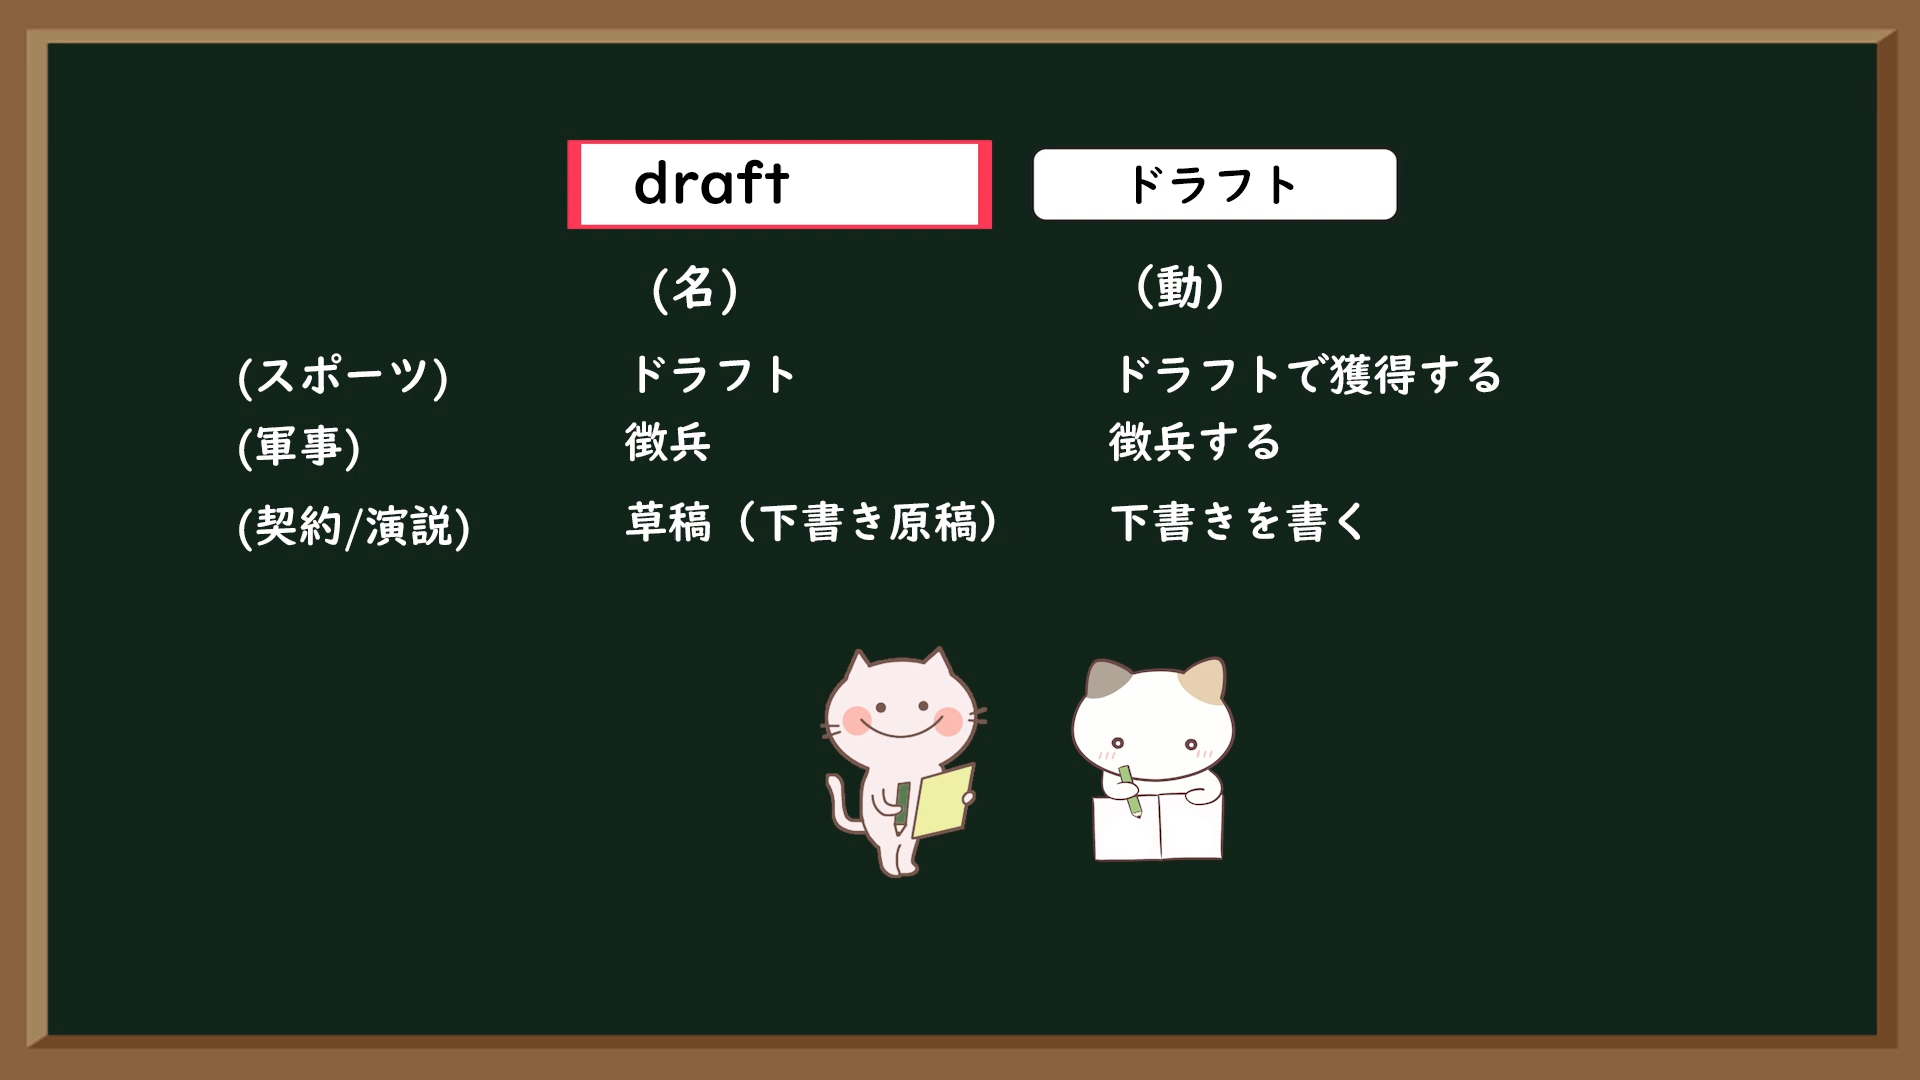 draft ドラフト
(名) (動)
(スポーツ) ドラフト ドラフトで獲得する
(軍事) 徴兵 徴兵する
(契約/演説) 草稿(下書き原稿) 下書きを書く